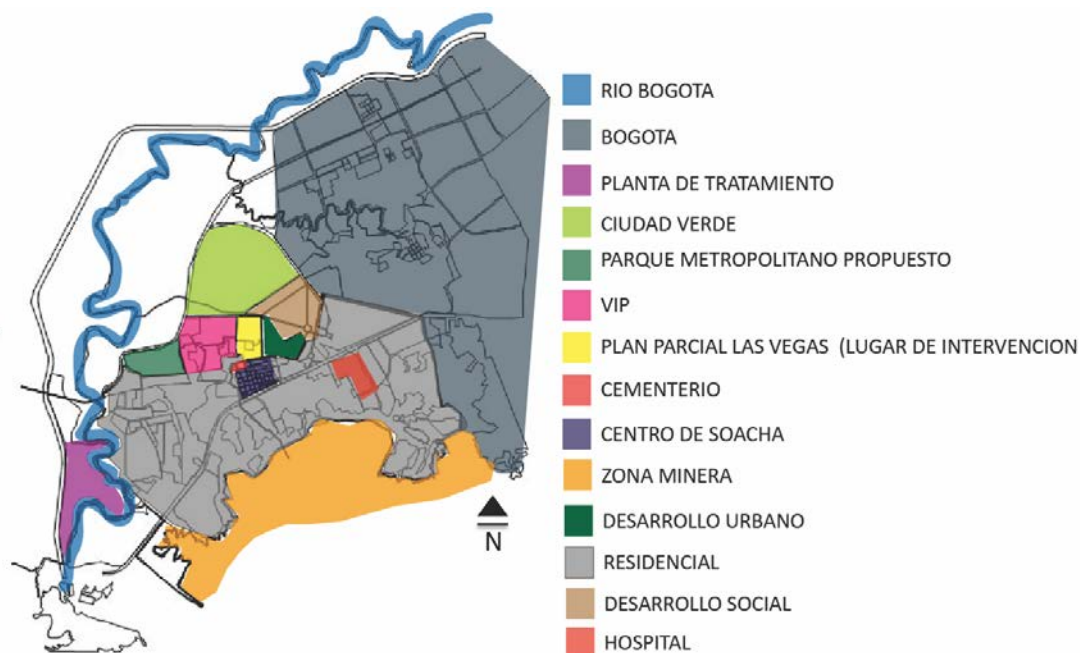 RIO BOGOTA
BOGOTA
PLANTA DE TRATAMIENTO
CIUDAD VERDE
PARQUE METROPOLITANO PROPUESTO
VIP
PLAN PARCIAL LAS VEGAS (LUGAR DE INTERVENCION
CEMENTERIO
CENTRO DE SOACHA
ZONA MINERA
N
DESARROLLO URBANO
RESIDENCIAL
DESARROLLO SOCIAL
HOSPITAL